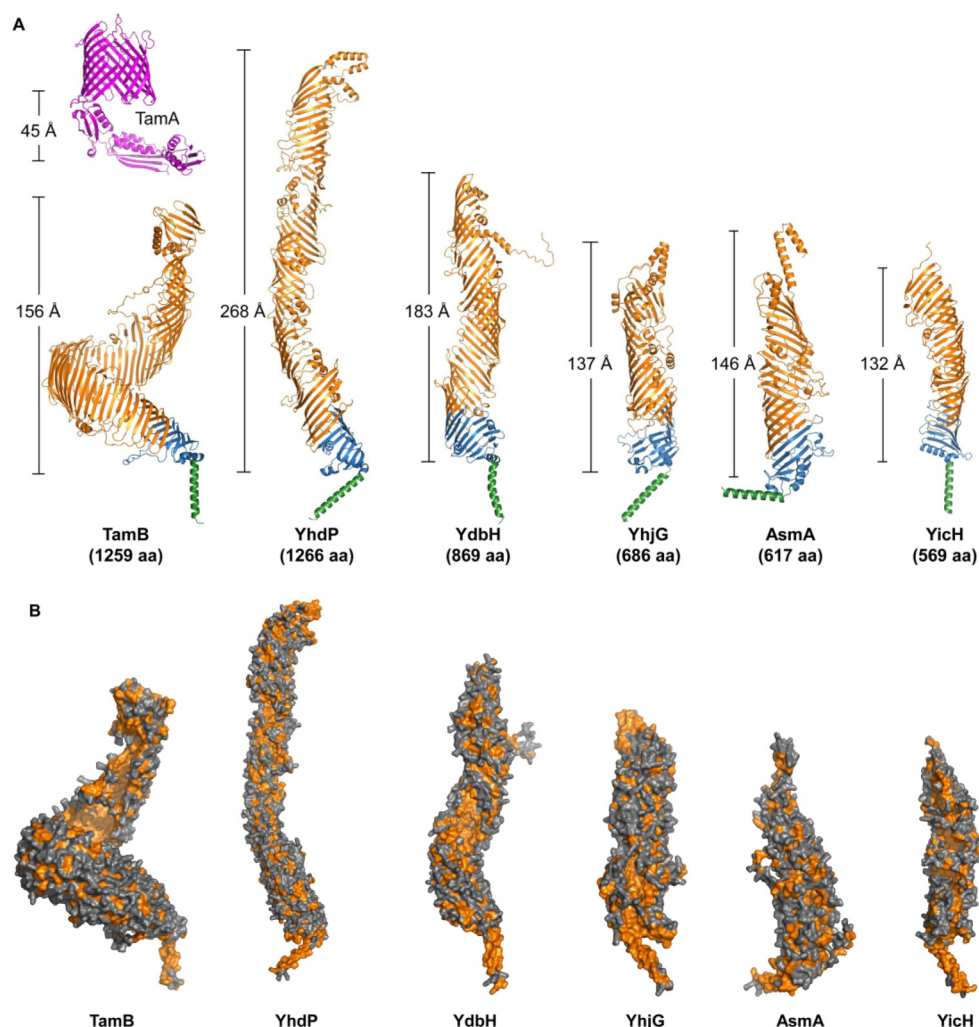 A
TamA
45 Å
156 Å
268 Å
183 Å
137 Å
146 Å
132 Å
TamB YhdP YdbH YhjG AsmA YicH
(1259 aa) (1266 aa) (869 aa) (686 aa) (617 aa) (569 aa)
B
TamB YhdP YdbH YhjG AsmA YicH